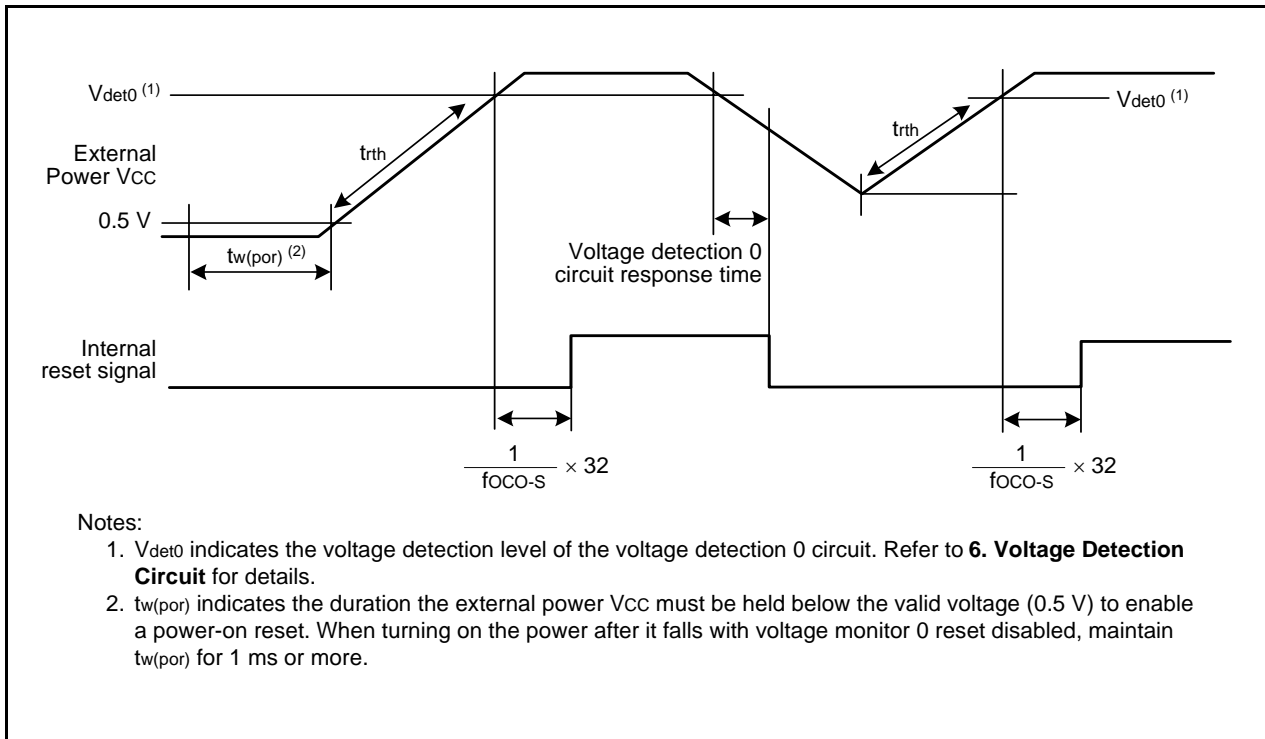 Vdet0 (1)
Vdet0 (1)
trth
trth
External
Power VCC
0.5 V
tw(por) (2)
Voltage detection 0
circuit response time
Internal
reset signal
1
fOCO-S
× 32
1
fOCO-S
× 32
Notes:
1. Vdet0 indicates the voltage detection level of the voltage detection 0 circuit. Refer to 6. Voltage Detection
Circuit for details.
2. tw(por) indicates the duration the external power VCC must be held below the valid voltage (0.5 V) to enable
a power-on reset. When turning on the power after it falls with voltage monitor 0 reset disabled, maintain
tw(por) for 1 ms or more.